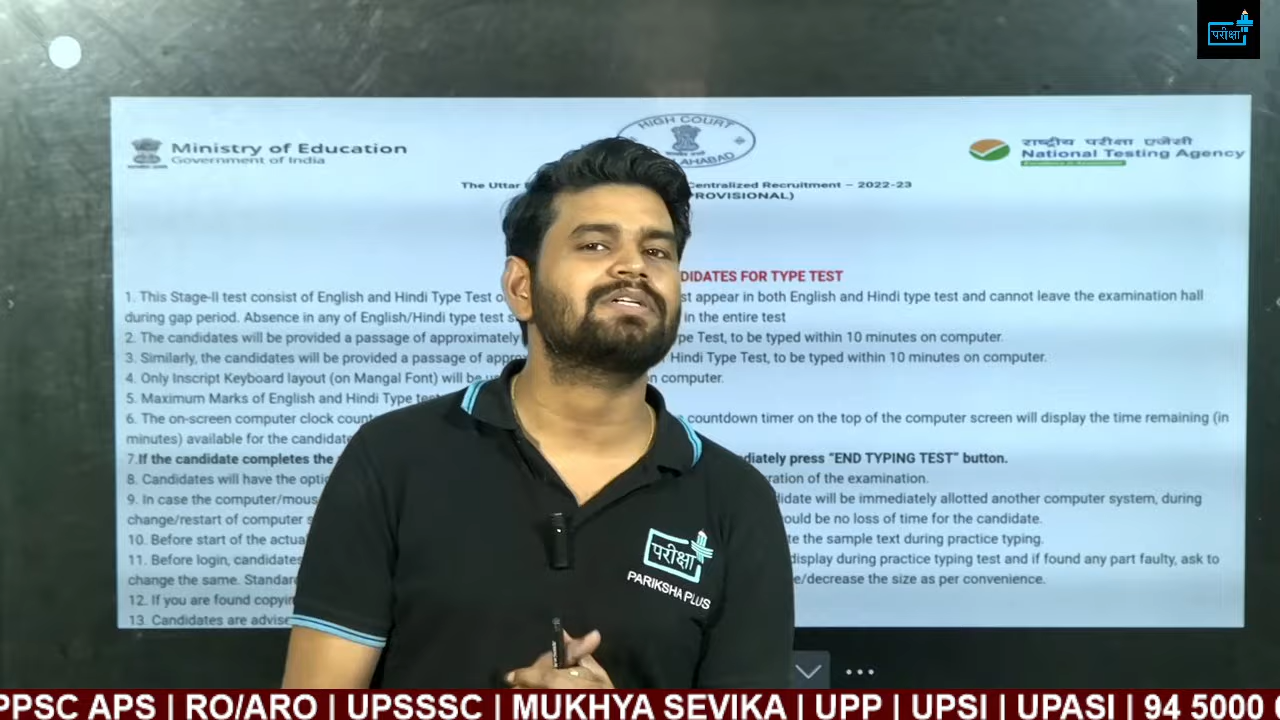 परीक्षा
Ministry of Education
Government of India
HIGH COURT
ALLAHABAD
राष्ट्रीय परीक्षा एजेंसी
National Testing Agency
Excellence in Assessment
The Uttar Centralized Recruitment – 2022-23
PROVISIONAL)
DIDATES FOR TYPE TEST
1. This Stage-II test consist of English and Hindi Type Test st appear in both English and Hindi type test and cannot leave the examination hall
during gap period. Absence in any of English/Hindi type test in the entire test
2. The candidates will be provided a passage of approximately pe Test, to be typed within 10 minutes on computer.
3. Similarly, the candidates will be provided a passage of appro Hindi Type Test, to be typed within 10 minutes on computer.
4. Only Inscript Keyboard layout (on Mangal Font) will be n computer.
5. Maximum Marks of English and Hindi Type test
6. The on-screen computer clock count countdown timer on the top of the computer screen will display the time remaining (in
minutes) available for the candidate
7.If the candidate completes the mediately press “END TYPING TEST” button.
8. Candidates will have the optio ration of the examination.
9. In case the computer/mous didate will be immediately allotted another computer system, during
change/restart of computer s ould be no loss of time for the candidate.
10. Before start of the actua te the sample text during practice typing.
11. Before login, candidates display during practice typing test and if found any part faulty, ask to
change the same. Standard e/decrease the size as per convenience.
12. If you are found copyin
13. Candidates are advise
परीक्षा
PARIKSHA PLUS
PPSC APS | RO/ARO | UPSSSC | MUKHYA SEVIKA | UPP | UPSI | UPASI | 94 5000